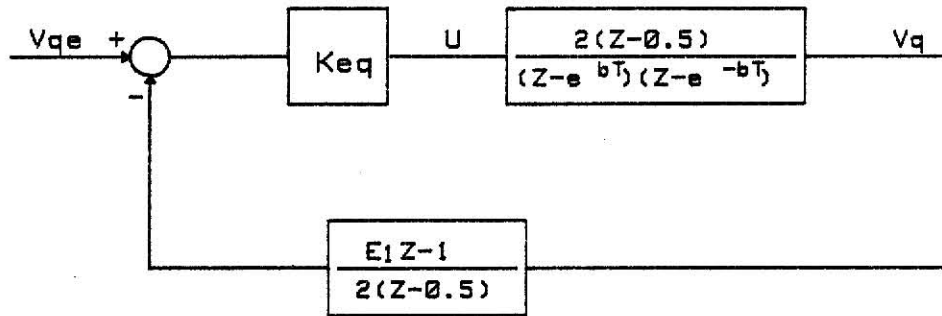 Vqe
+
-
Keq
U
2(Z-0.5)
(Z-e bT)(Z-e -bT)
Vq
E1Z-1
2(Z-0.5)